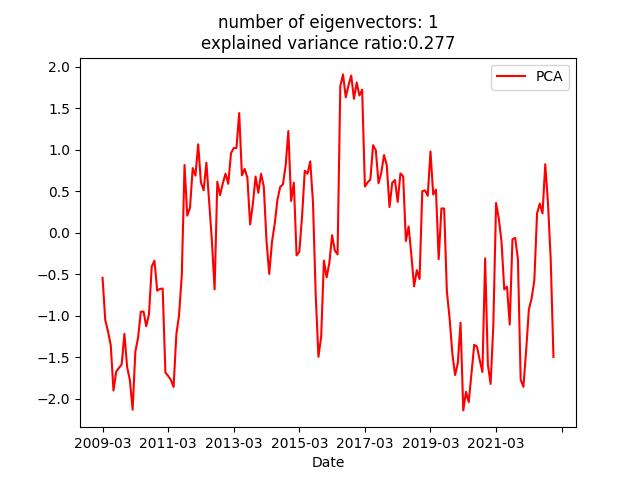 number of eigenvectors: 1
explained variance ratio:0.277
PCA
2.0
1.5
1.0
0.5
0.0
−0.5
−1.0
−1.5
−2.0
2009-03 2011-03 2013-03 2015-03 2017-03 2019-03 2021-03
Date